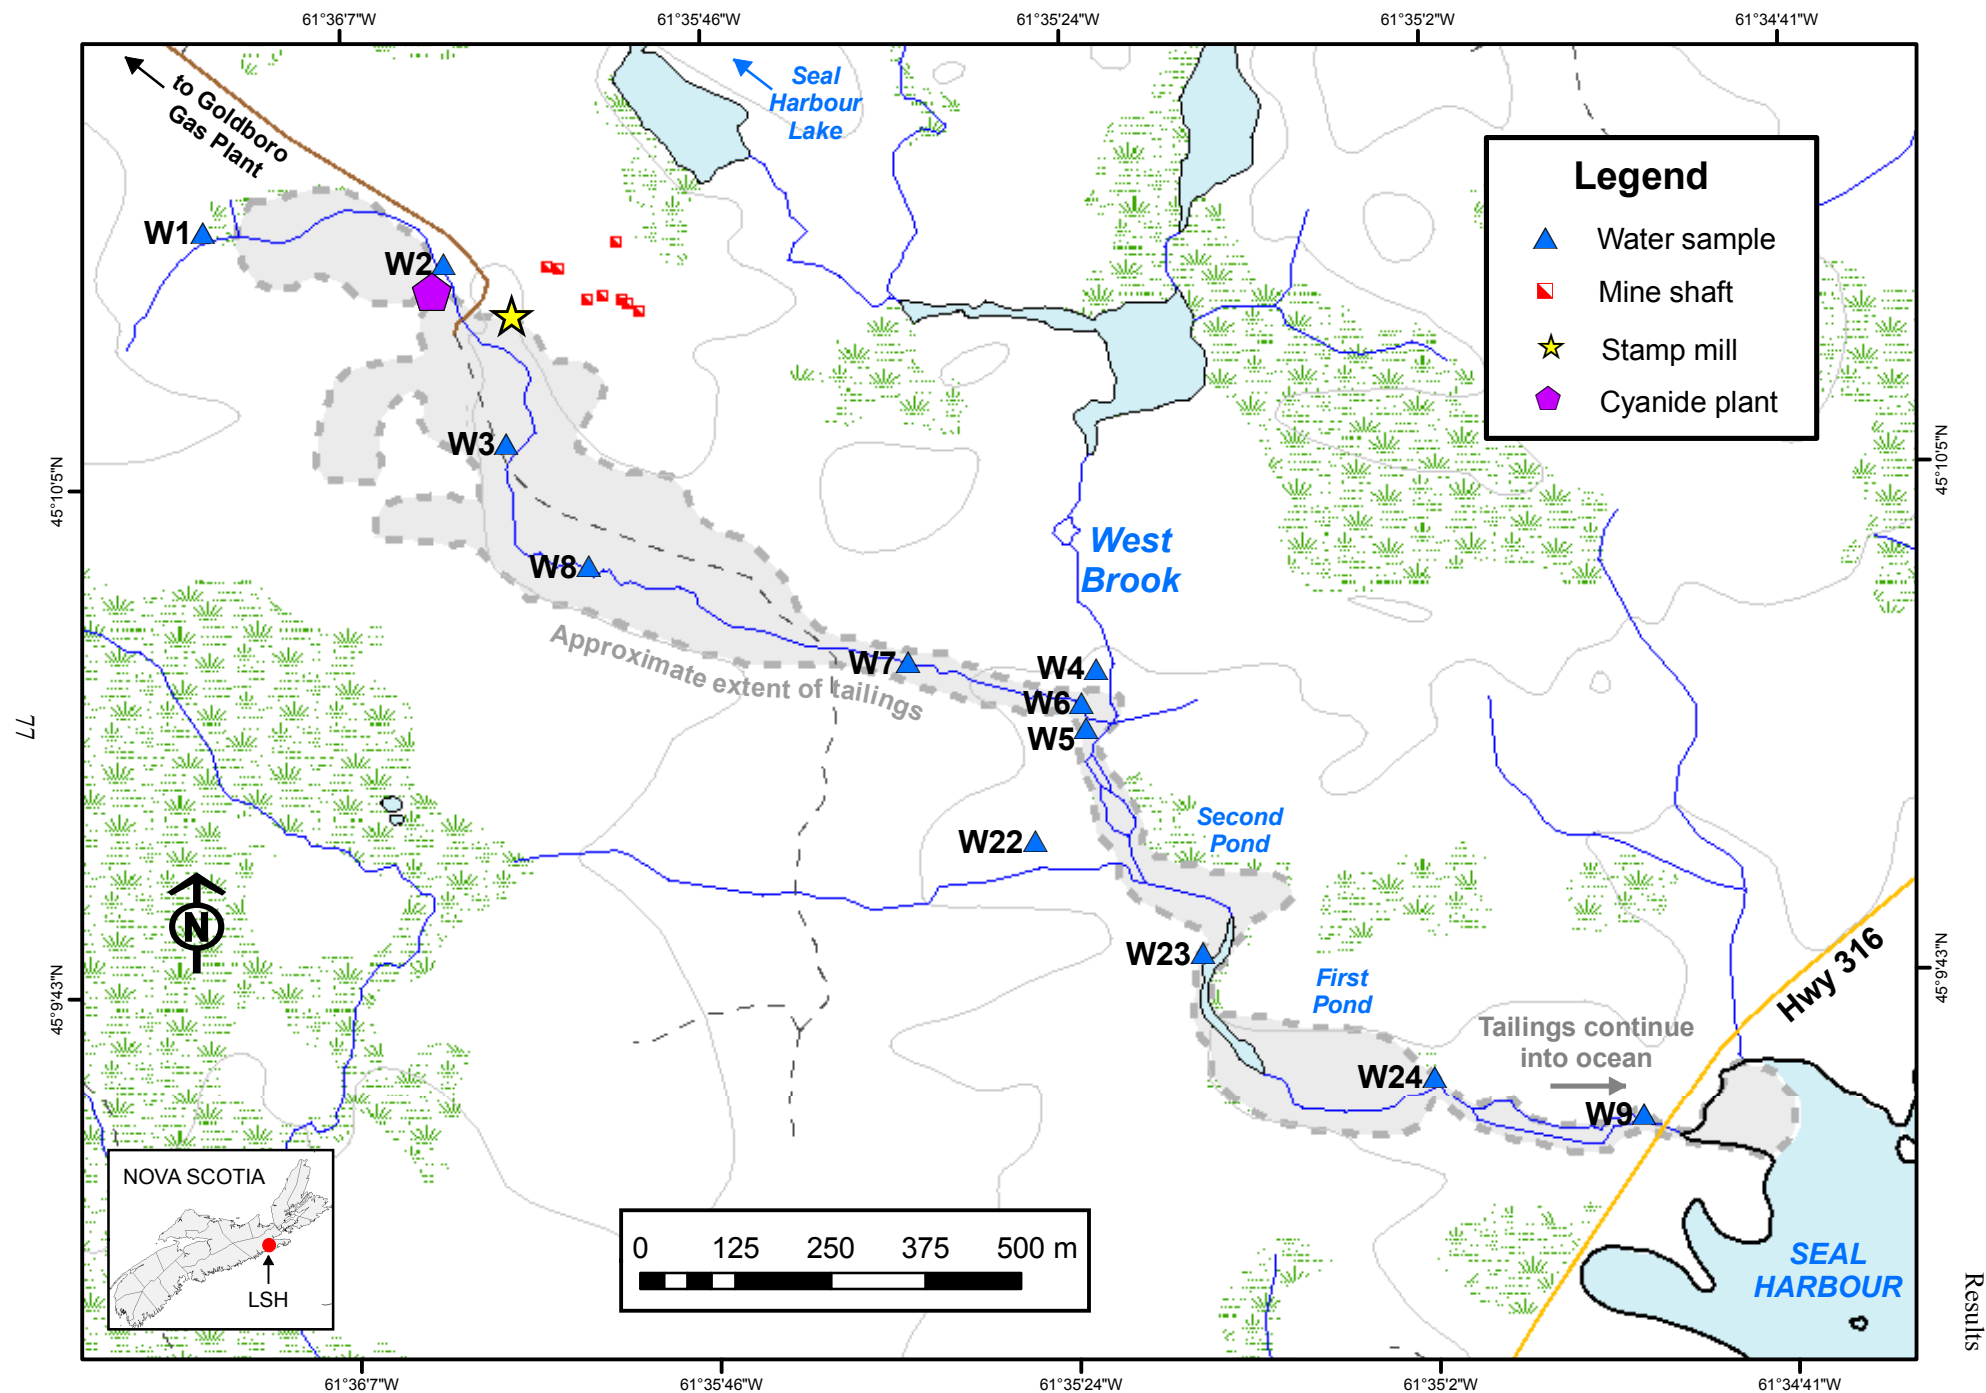 61°36'7"W
61°35'46"W
61°35'24"W
61°35'2"W
61°34'41"W
to Goldboro
Gas Plant
Seal
Harbour
Lake
Legend
Water sample
Mine shaft
Stamp mill
Cyanide plant
W1
W2
W3
45°10'5"N
45°10'5"N
West
Brook
W8
Approximate extent of tailings
W7
W4
W6
W5
77
Second
Pond
W22
W23
First
Pond
Hwy 316
45°9'43"N
45°9'43"N
Tailings continue
into ocean
W24
W9
N
NOVA SCOTIA
LSH
0 125 250 375 500 m
SEAL
HARBOUR
Results
61°36'7"W
61°35'46"W
61°35'24"W
61°35'2"W
61°34'41"W